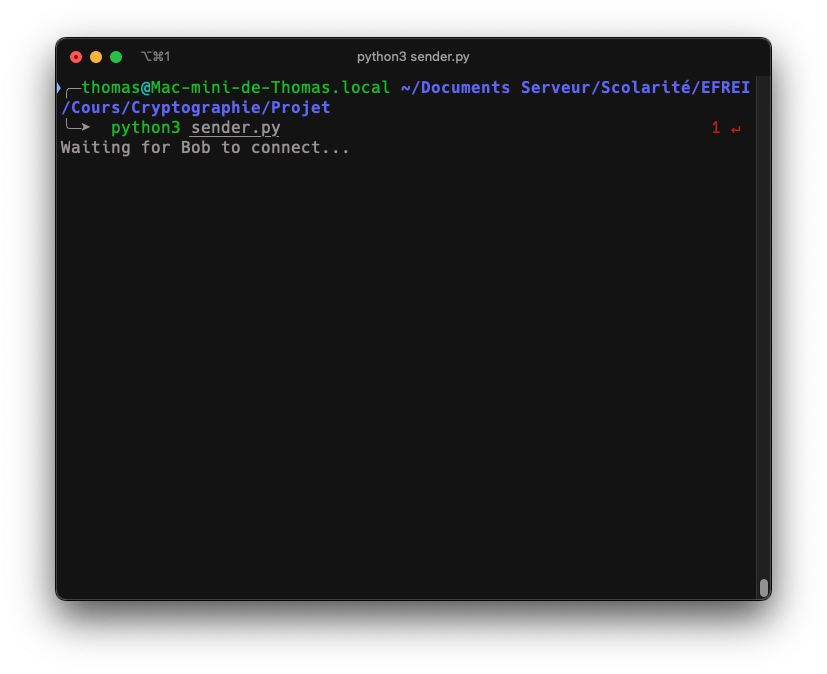 ⌥⌘1 python3 sender.py
╭─thomas@Mac-mini-de-Thomas.local ~/Documents Serveur/Scolarité/EFREI
/Cours/Cryptographie/Projet
╰─➤ python3 sender.py 1 ↵
Waiting for Bob to connect...